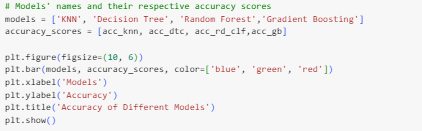 # Models' names and their respective accuracy scores
models = ['KNN', 'Decision Tree', 'Random Forest','Gradient Boosting']
accuracy_scores = [acc_knn, acc_dtc, acc_rd_clf,acc_gb]
plt.figure(figsize=(10, 6))
plt.bar(models, accuracy_scores, color=['blue', 'green', 'red'])
plt.xlabel('Models')
plt.ylabel('Accuracy')
plt.title('Accuracy of Different Models')
plt.show()